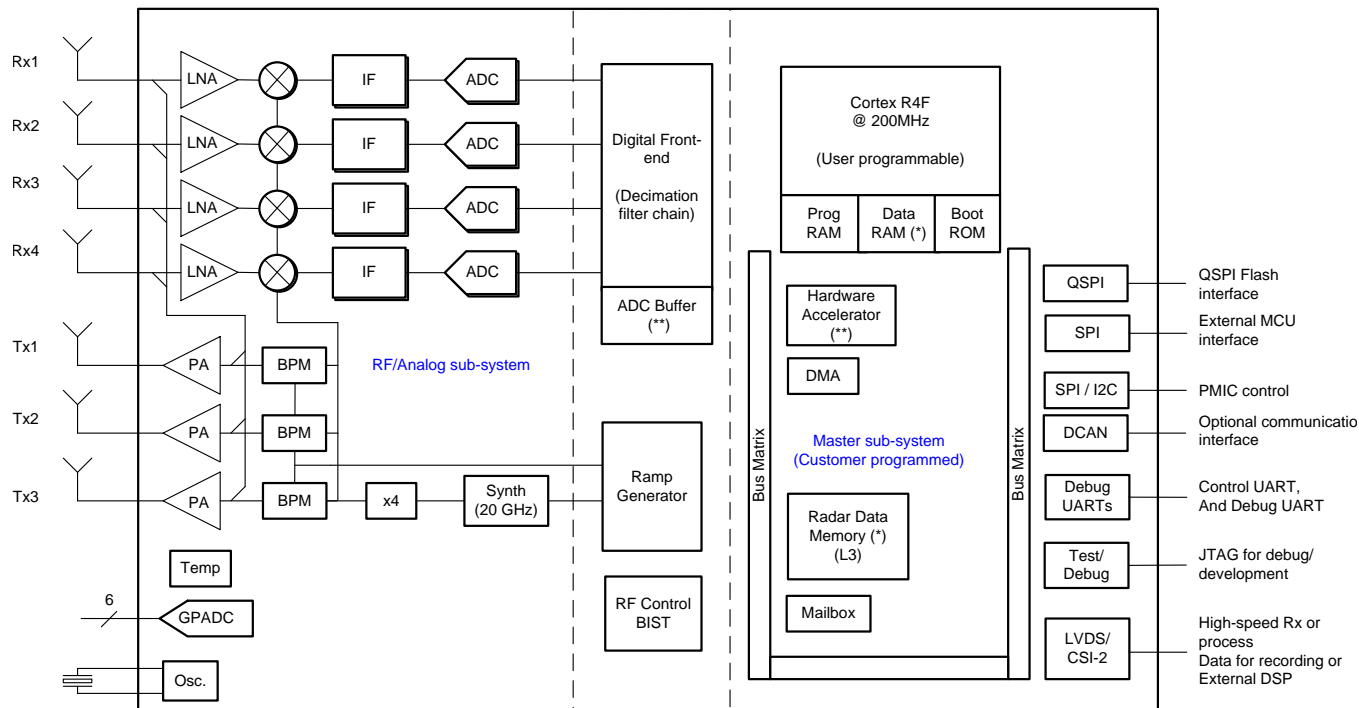 Rx1
LNA
IF
ADC
Rx2
LNA
IF
ADC
Rx3
LNA
IF
ADC
Rx4
LNA
IF
ADC
Digital Front-
end
(Decimation
filter chain)
ADC Buffer
(**)
Tx1
PA
BPM
RF/Analog sub-system
Tx2
PA
BPM
Tx3
PA
BPM
x4
Synth
(20 GHz)
Ramp
Generator
Temp
6
GPADC
RF Control
BIST
Osc.
Cortex R4F
@ 200MHz
(User programmable)
Prog
RAM
Data
RAM (*)
Boot
ROM
Bus Matrix
Hardware
Accelerator
(**)
DMA
Master sub-system
(Customer programmed)
Radar Data
Memory (*)
(L3)
Mailbox
Bus Matrix
QSPI
QSPI Flash
interface
SPI
External MCU
interface
SPI / I2C
PMIC control
DCAN
Optional communicatio
interface
Debug
UARTs
Control UART,
And Debug UART
Test/
Debug
JTAG for debug/
development
LVDS/
CSI-2
High-speed Rx or
process
Data for recording or
External DSP